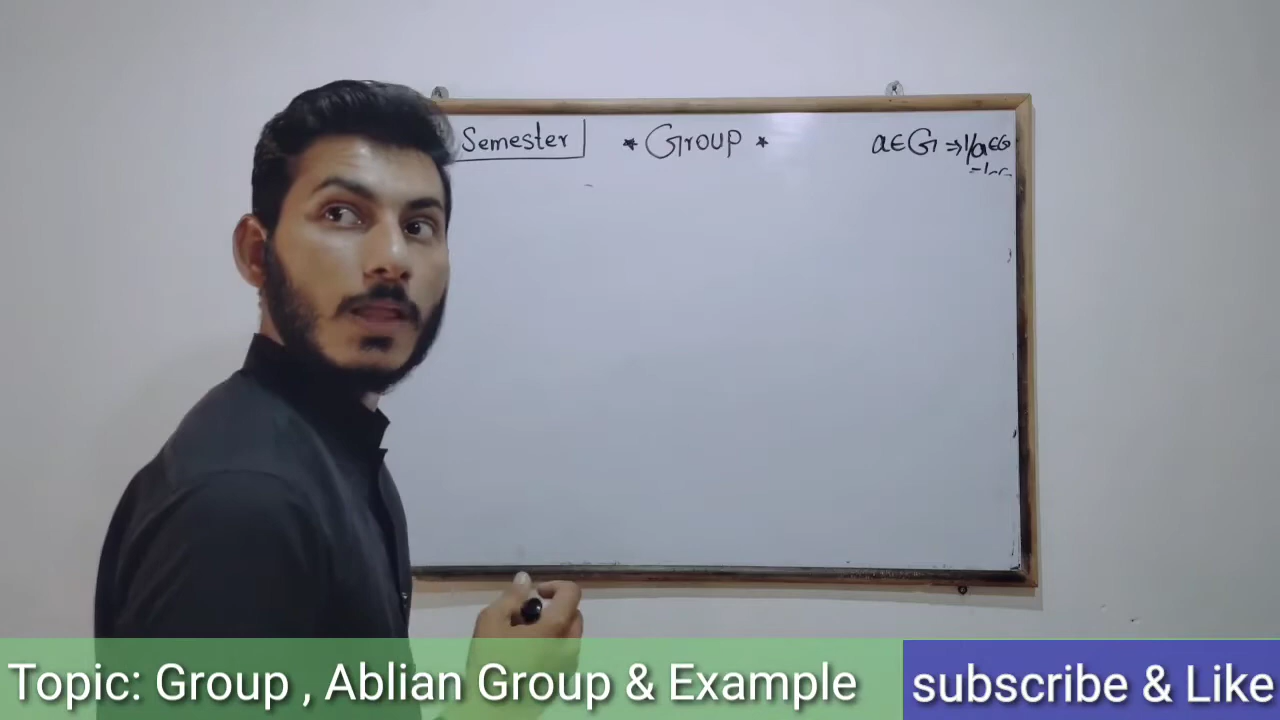 Semester * Group * a∈G ⇒ 1/a∈G
Topic: Group , Ablian Group & Example
subscribe & Like